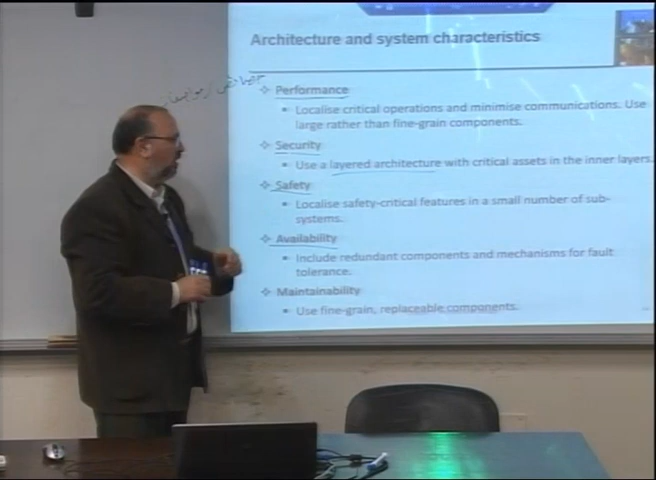 Architecture and system characteristics
Performance
Localise critical operations and minimise communications. Use
large rather than fine-grain components.
Security
Use a layered architecture with critical assets in the inner layers.
Safety
Localise safety-critical features in a small number of sub-
systems.
Availability
Include redundant components and mechanisms for fault
tolerance.
Maintainability
Use fine-grain, replaceable components.